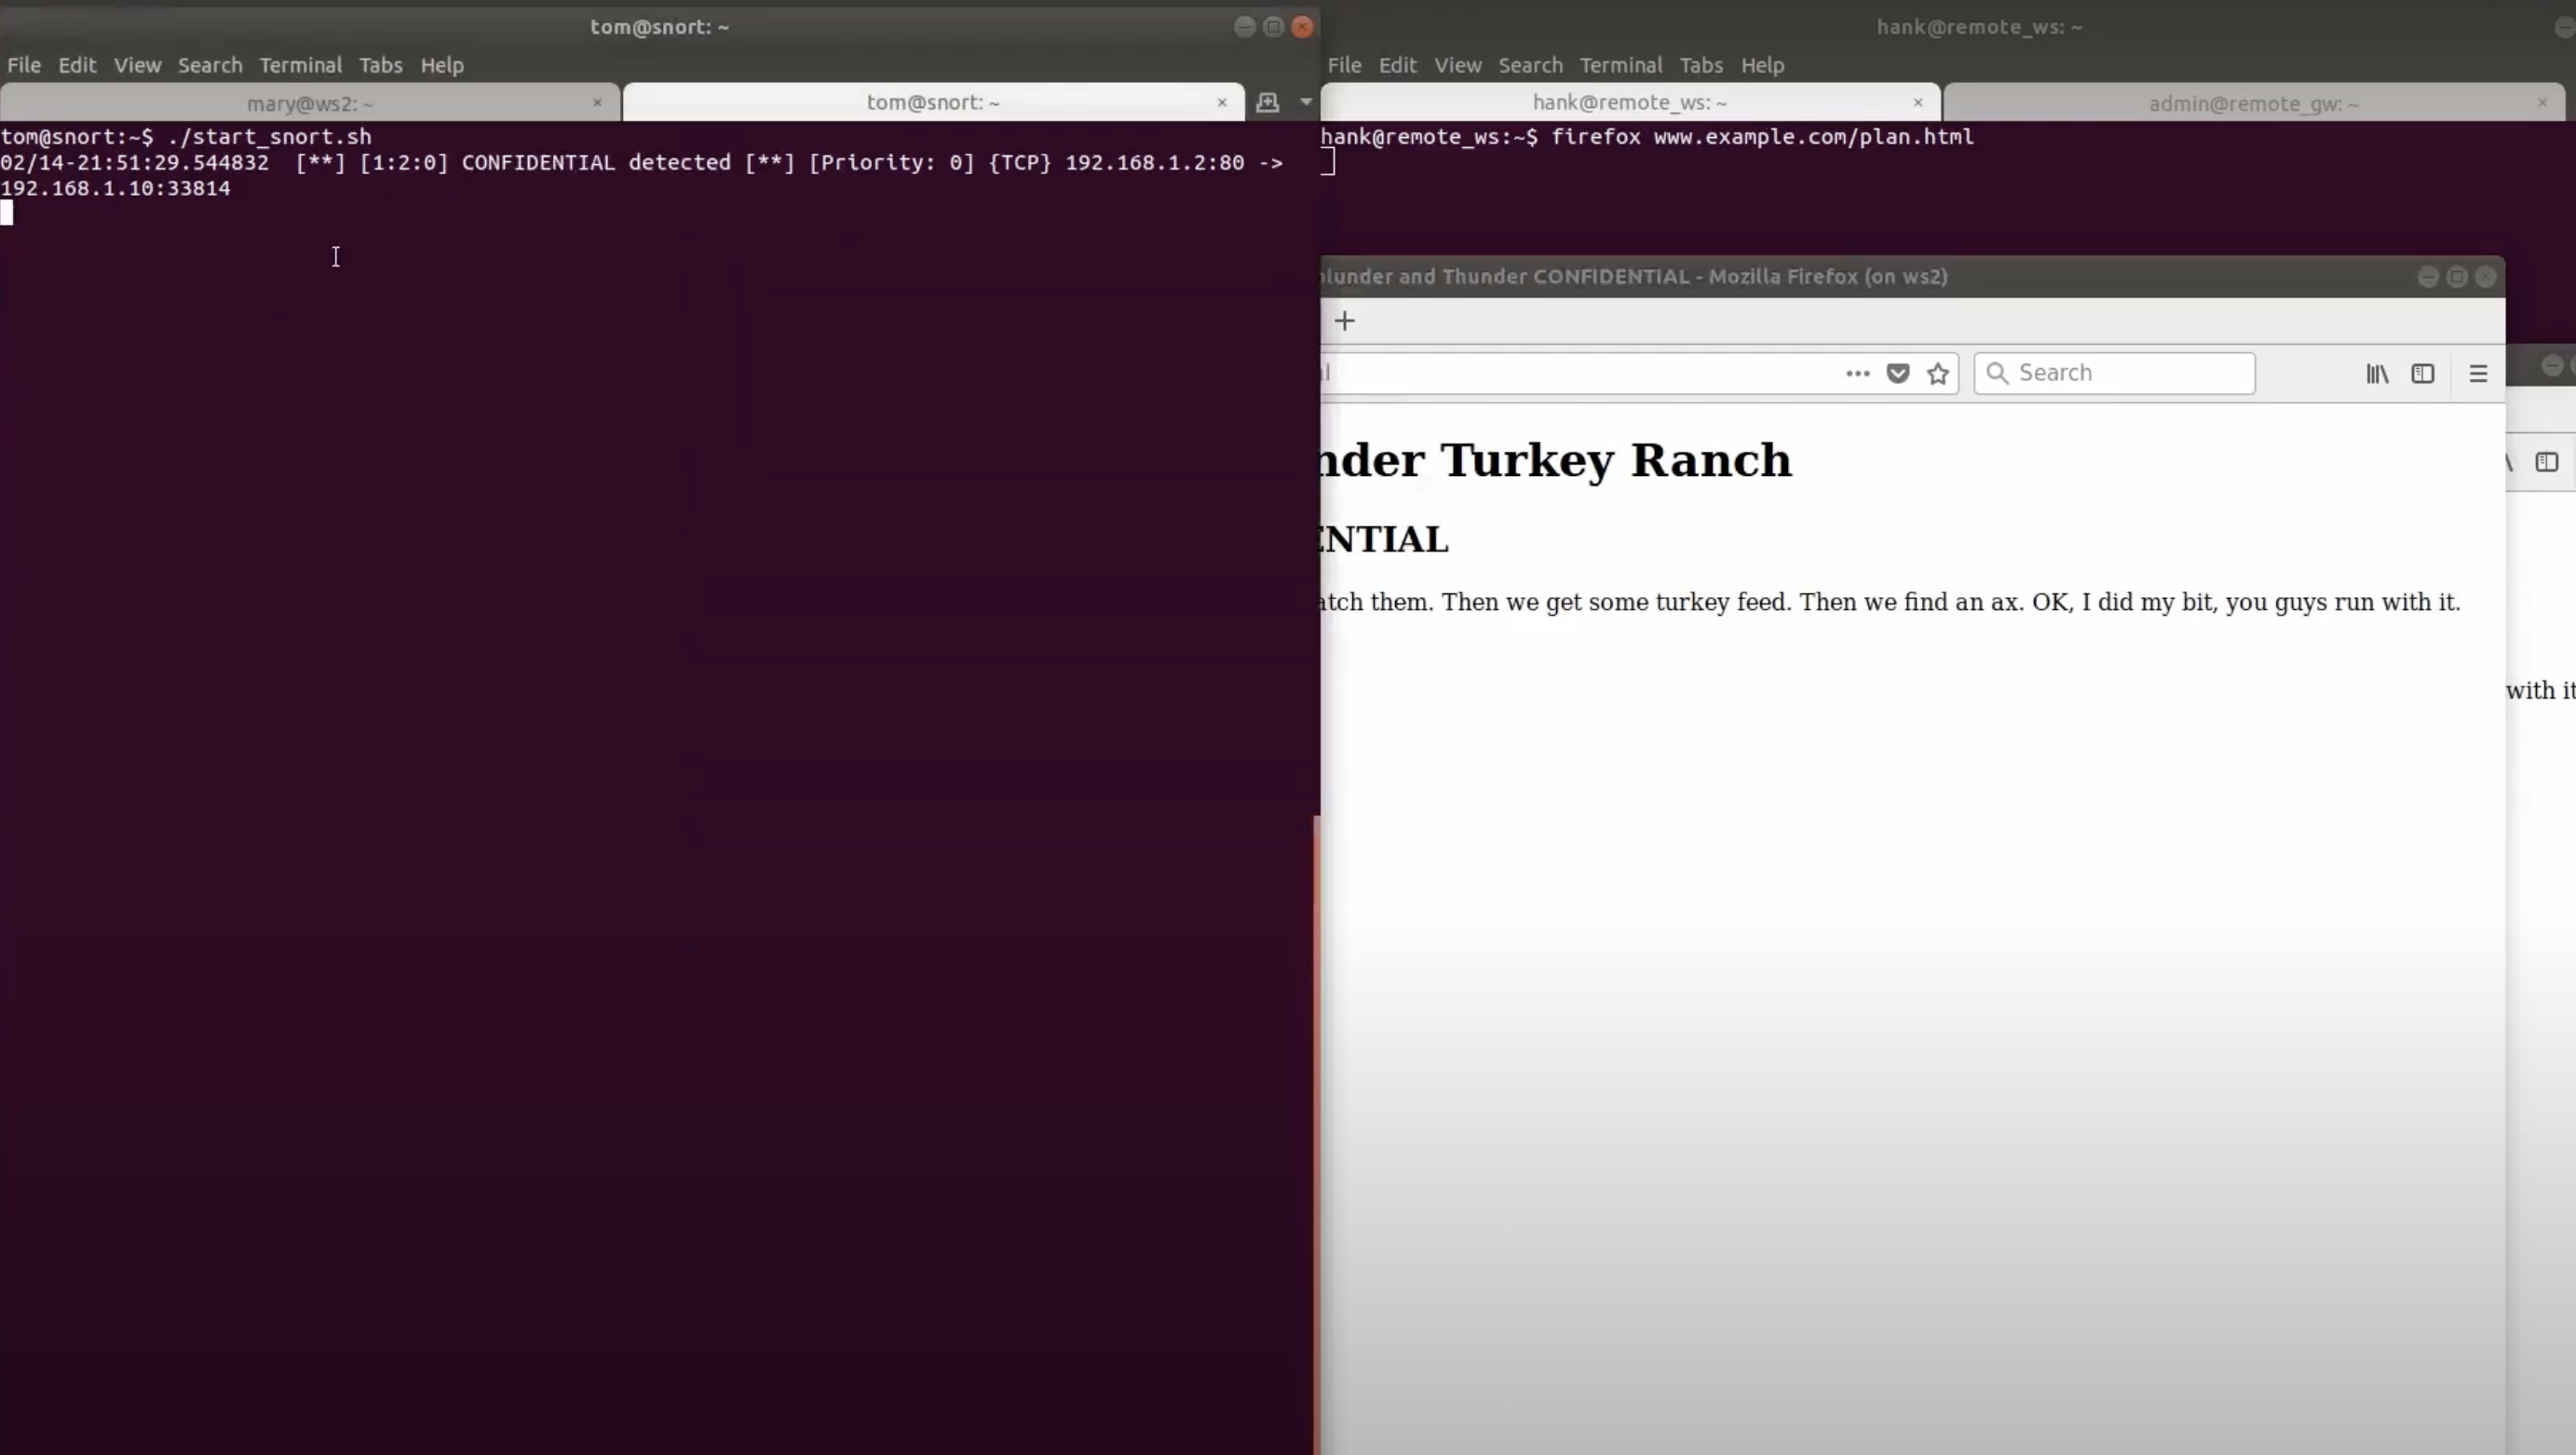 tom@snort: ~
File Edit View Search Terminal Tabs Help
mary@ws2: ~ × tom@snort: ~ ×
tom@snort:~$ ./start_snort.sh
02/14-21:51:29.544832  [**] [1:2:0] CONFIDENTIAL detected [**] [Priority: 0] {TCP} 192.168.1.2:80 ->
192.168.1.10:33814
hank@remote_ws: ~
File Edit View Search Terminal Tabs Help
hank@remote_ws: ~ × admin@remote_gw: ~ ×
hank@remote_ws:~$ firefox www.example.com/plan.html
lunder and Thunder CONFIDENTIAL - Mozilla Firefox (on ws2)
+
l ••• Search
nder Turkey Ranch
ENTIAL
atch them. Then we get some turkey feed. Then we find an ax. OK, I did my bit, you guys run with it.
with it